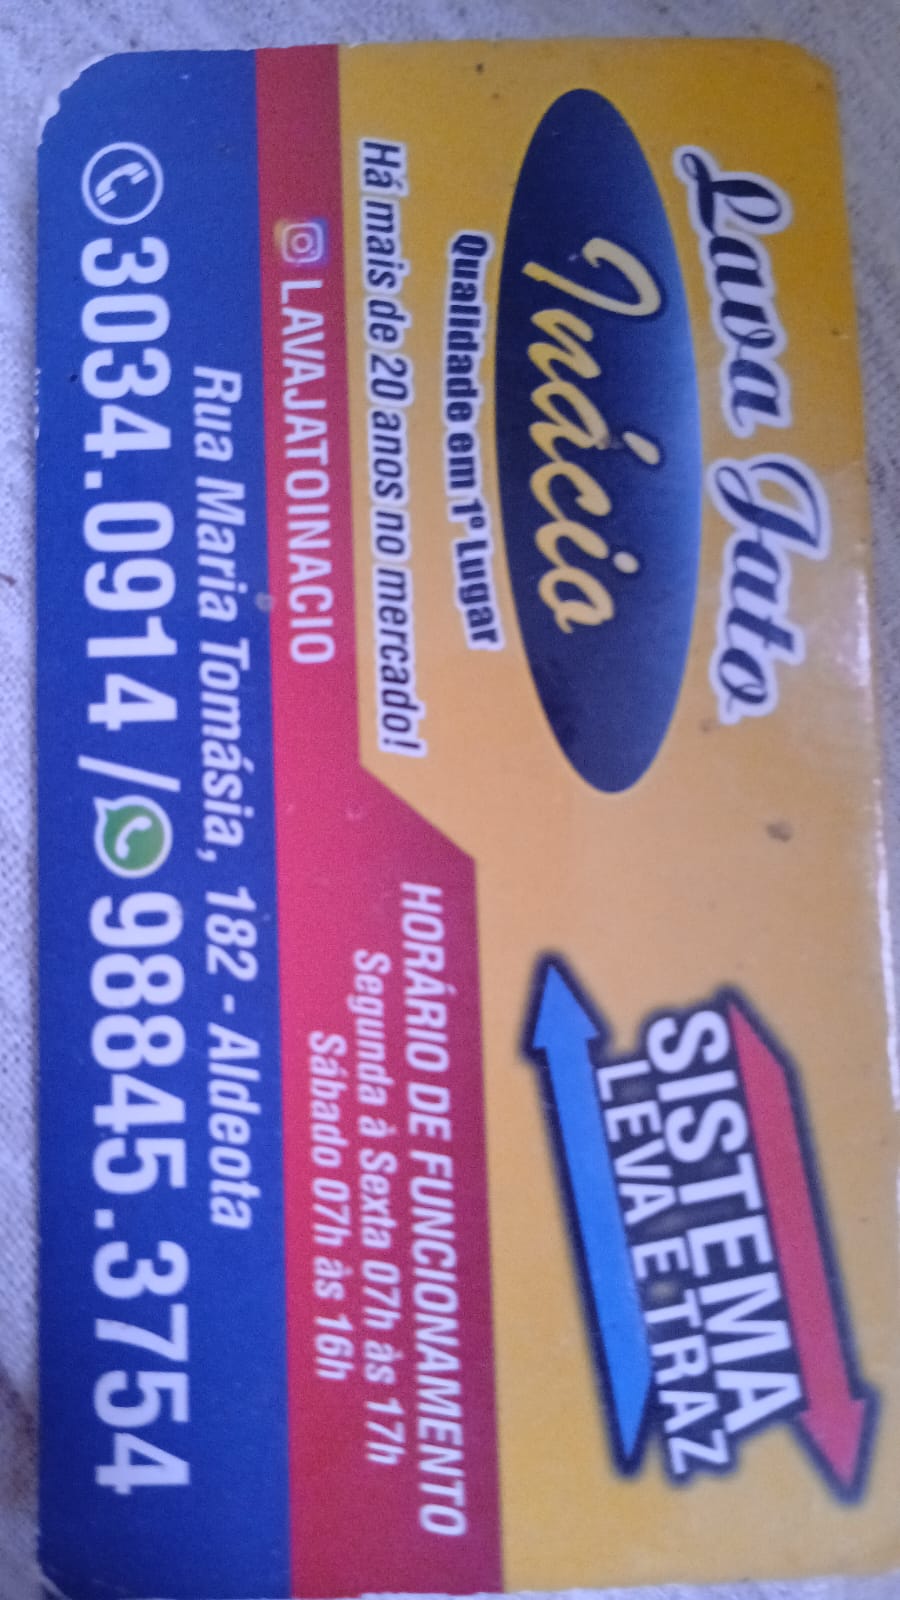 Lava Jato
Inácio
Qualidade em 1º Lugar
Há mais de 20 anos no mercado!
SISTEMA
LEVA E TRAZ
HORÁRIO DE FUNCIONAMENTO
Segunda à Sexta 07h às 17h
Sábado 07h às 16h
LAVAJATOINACIO
Rua Maria Tomásia, 182 - Aldeota
3034.0914 / 98845.3754